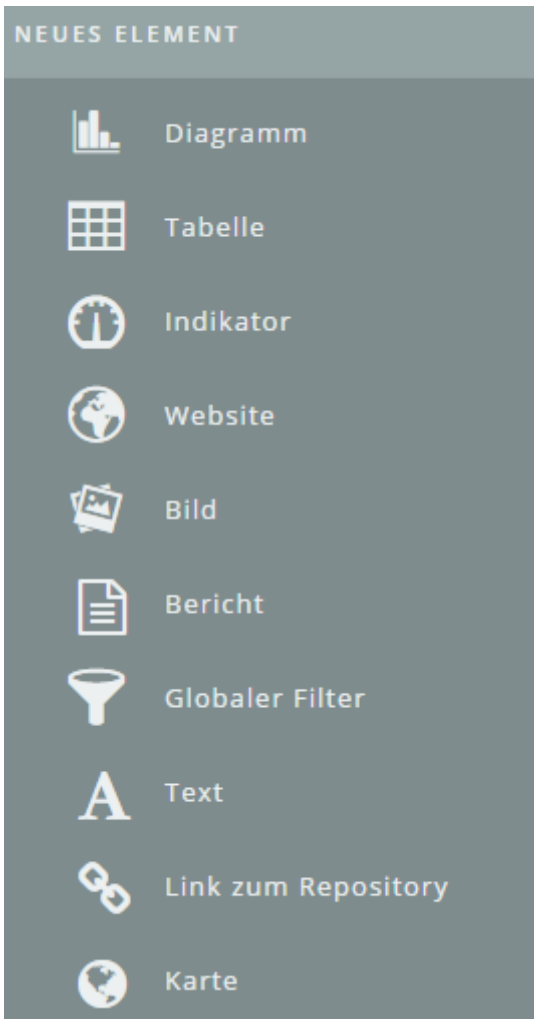 NEUES ELEMENT
Diagramm
Tabelle
Indikator
Website
Bild
Bericht
Globaler Filter
Text
Link zum Repository
Karte